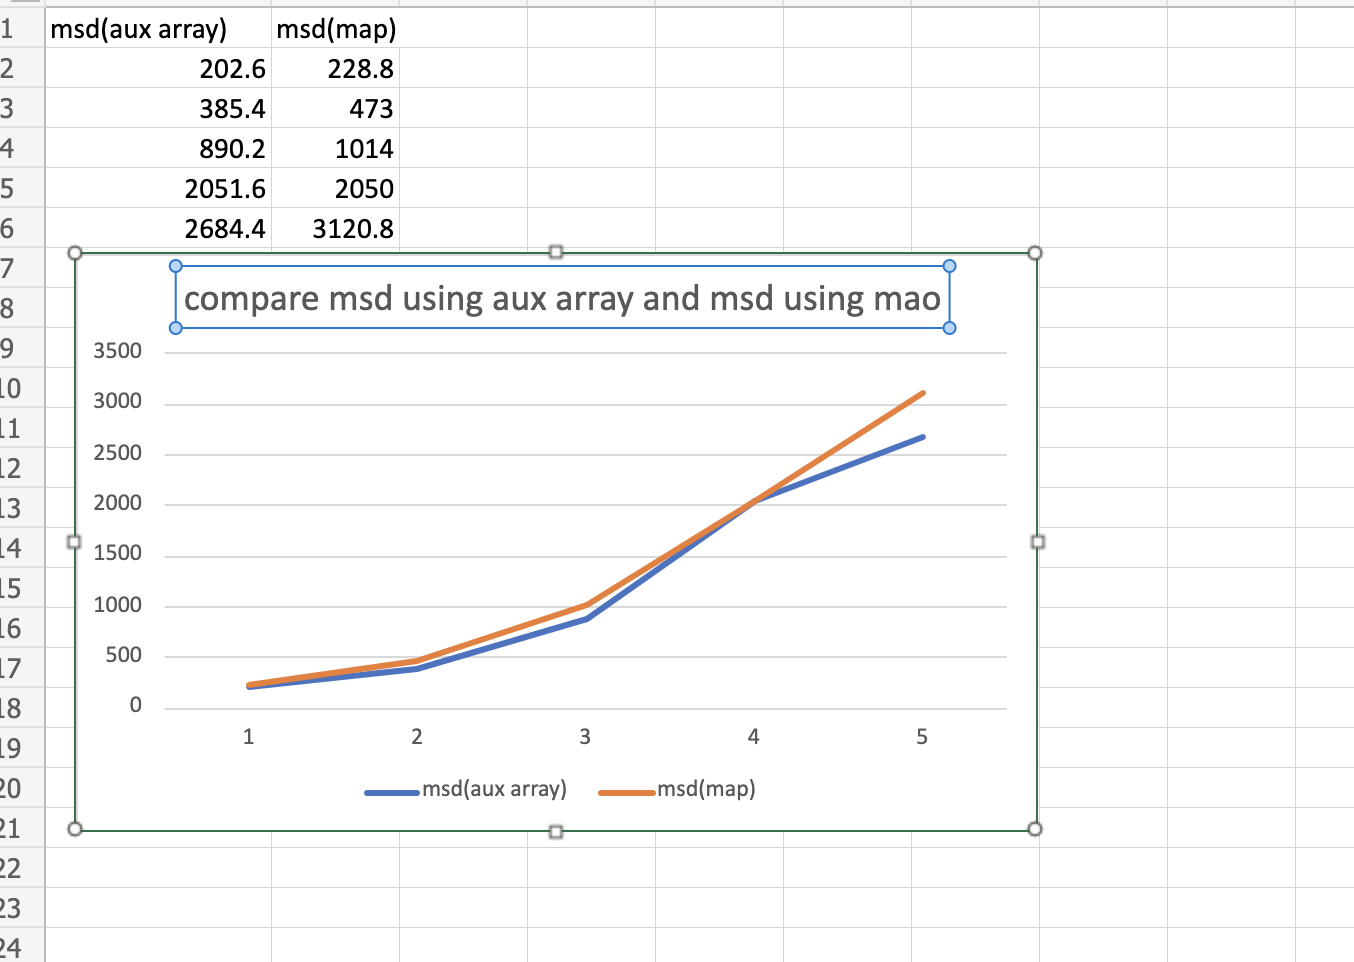 1 msd(aux array) msd(map)
2 202.6 228.8
3 385.4 473
4 890.2 1014
5 2051.6 2050
6 2684.4 3120.8
7
8 compare msd using aux array and msd using mao
9 3500
10 3000
11 2500
12
13 2000
14 1500
15 1000
16
17 500
18 0
19 1 2 3 4 5
20 msd(aux array) msd(map)
21
22
23
24